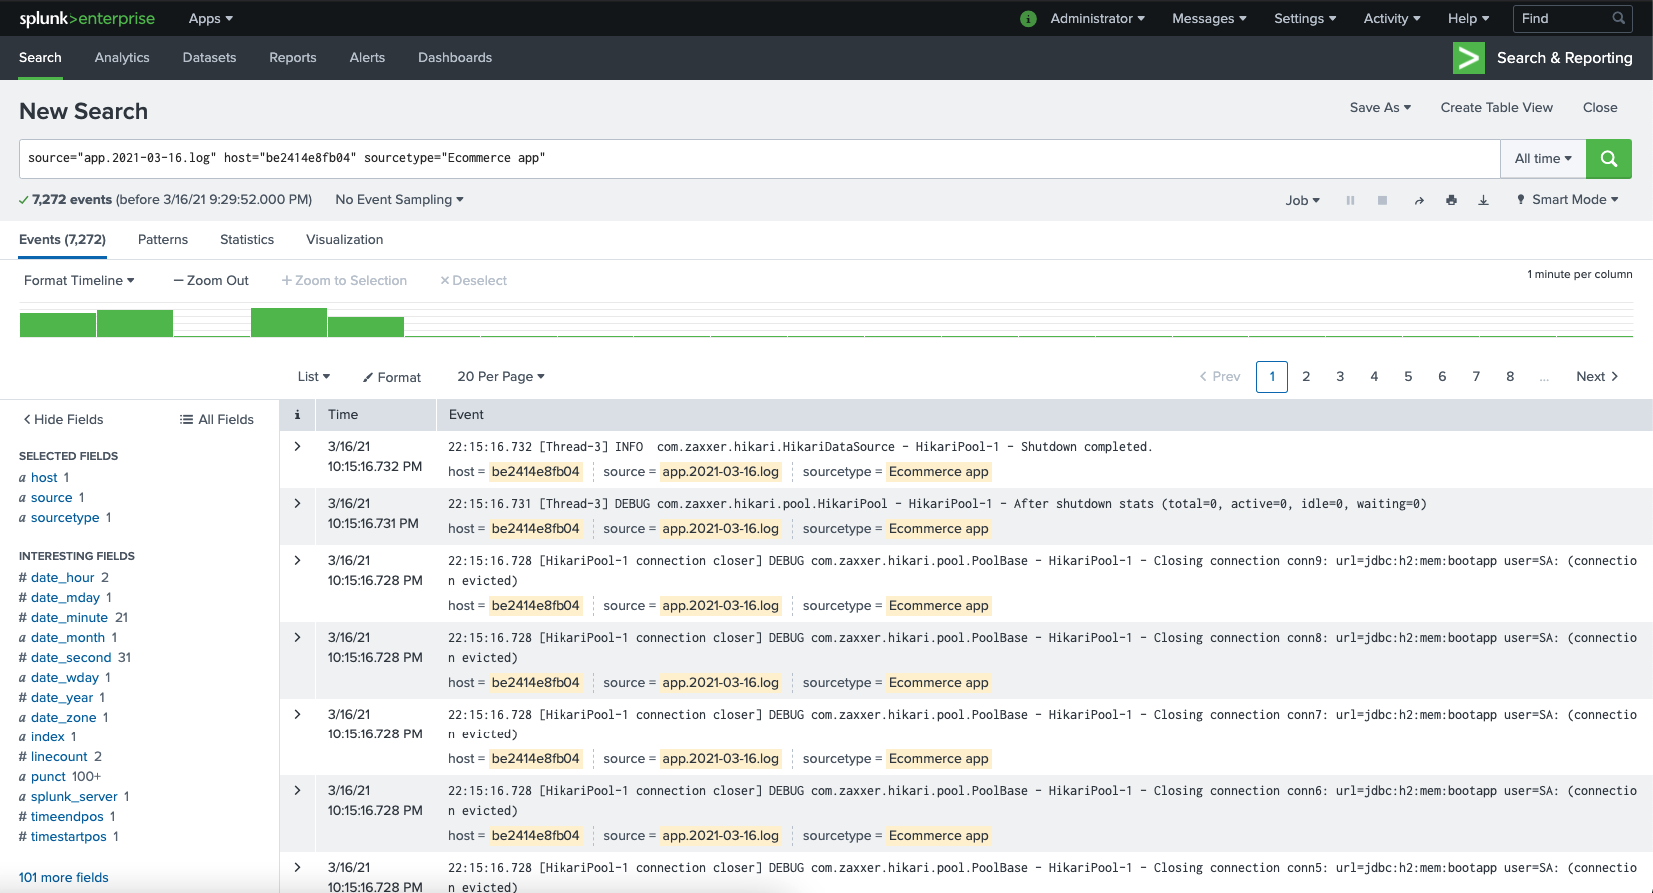 splunk>enterprise Apps Administrator Messages Settings Activity Help Find
Search Analytics Datasets Reports Alerts Dashboards Search & Reporting
New Search Save As Create Table View Close
source="app.2021-03-16.log" host="be2414e8fb04" sourcetype="Ecommerce app" All time
7,272 events (before 3/16/21 9:29:52.000 PM) No Event Sampling Job Smart Mode
Events (7,272) Patterns Statistics Visualization
Format Timeline — Zoom Out + Zoom to Selection × Deselect 1 minute per column
List Format 20 Per Page < Prev 1 2 3 4 5 6 7 8 ... Next >
< Hide Fields All Fields
SELECTED FIELDS
a host 1
a source 1
a sourcetype 1
INTERESTING FIELDS
# date_hour 2
# date_mday 1
# date_minute 21
a date_month 1
# date_second 31
a date_wday 1
# date_year 1
a date_zone 1
a index 1
# linecount 2
a punct 100+
a splunk_server 1
# timeendpos 1
# timestartpos 1
101 more fields
i Time Event
3/16/21 22:15:16.732 [Thread-3] INFO  com.zaxxer.hikari.HikariDataSource - HikariPool-1 - Shutdown completed.
10:15:16.732 PM host = be2414e8fb04 source = app.2021-03-16.log sourcetype = Ecommerce app
3/16/21 22:15:16.731 [Thread-3] DEBUG com.zaxxer.hikari.pool.HikariPool - HikariPool-1 - After shutdown stats (total=0, active=0, idle=0, waiting=0)
10:15:16.731 PM host = be2414e8fb04 source = app.2021-03-16.log sourcetype = Ecommerce app
3/16/21 22:15:16.728 [HikariPool-1 connection closer] DEBUG com.zaxxer.hikari.pool.PoolBase - HikariPool-1 - Closing connection conn9: url=jdbc:h2:mem:bootapp user=SA: (connectio
10:15:16.728 PM n evicted)
host = be2414e8fb04 source = app.2021-03-16.log sourcetype = Ecommerce app
3/16/21 22:15:16.728 [HikariPool-1 connection closer] DEBUG com.zaxxer.hikari.pool.PoolBase - HikariPool-1 - Closing connection conn8: url=jdbc:h2:mem:bootapp user=SA: (connectio
10:15:16.728 PM n evicted)
host = be2414e8fb04 source = app.2021-03-16.log sourcetype = Ecommerce app
3/16/21 22:15:16.728 [HikariPool-1 connection closer] DEBUG com.zaxxer.hikari.pool.PoolBase - HikariPool-1 - Closing connection conn7: url=jdbc:h2:mem:bootapp user=SA: (connectio
10:15:16.728 PM n evicted)
host = be2414e8fb04 source = app.2021-03-16.log sourcetype = Ecommerce app
3/16/21 22:15:16.728 [HikariPool-1 connection closer] DEBUG com.zaxxer.hikari.pool.PoolBase - HikariPool-1 - Closing connection conn6: url=jdbc:h2:mem:bootapp user=SA: (connectio
10:15:16.728 PM n evicted)
host = be2414e8fb04 source = app.2021-03-16.log sourcetype = Ecommerce app
3/16/21 22:15:16.728 [HikariPool-1 connection closer] DEBUG com.zaxxer.hikari.pool.PoolBase - HikariPool-1 - Closing connection conn5: url=jdbc:h2:mem:bootapp user=SA: (connectio
10:15:16.728 PM n evicted)